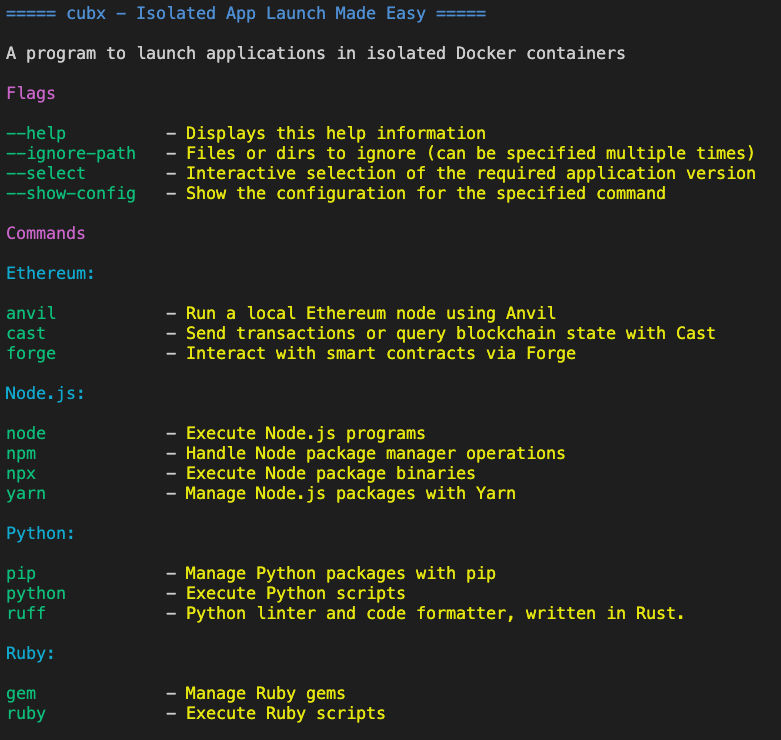 ===== cubx – Isolated App Launch Made Easy =====
A program to launch applications in isolated Docker containers
Flags
--help – Displays this help information
--ignore-path – Files or dirs to ignore (can be specified multiple times)
--select – Interactive selection of the required application version
--show-config – Show the configuration for the specified command
Commands
Ethereum:
anvil – Run a local Ethereum node using Anvil
cast – Send transactions or query blockchain state with Cast
forge – Interact with smart contracts via Forge
Node.js:
node – Execute Node.js programs
npm – Handle Node package manager operations
npx – Execute Node package binaries
yarn – Manage Node.js packages with Yarn
Python:
pip – Manage Python packages with pip
python – Execute Python scripts
ruff – Python linter and code formatter, written in Rust.
Ruby:
gem – Manage Ruby gems
ruby – Execute Ruby scripts